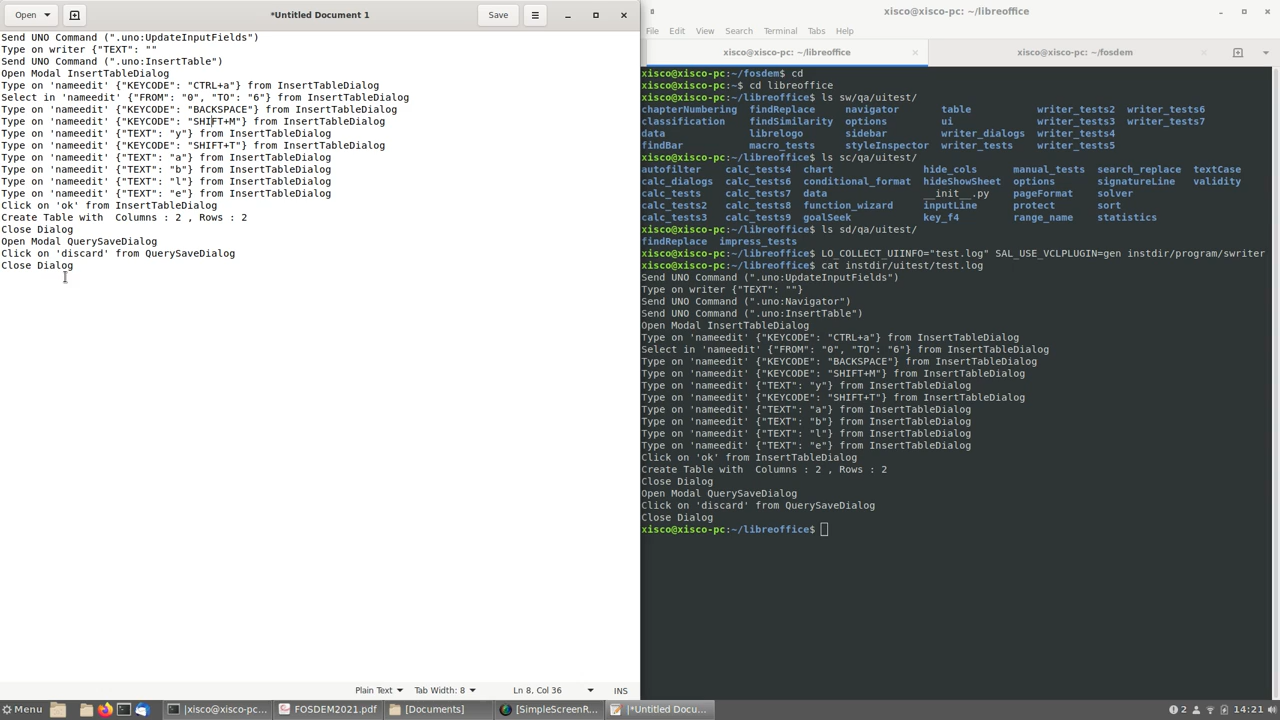 Open
*Untitled Document 1
Save
Send UNO Command (".uno:UpdateInputFields")
Type on writer {"TEXT": ""
Send UNO Command (".uno:InsertTable")
Open Modal InsertTableDialog
Type on 'nameedit' {"KEYCODE": "CTRL+a"} from InsertTableDialog
Select in 'nameedit' {"FROM": "0", "TO": "6"} from InsertTableDialog
Type on 'nameedit' {"KEYCODE": "BACKSPACE"} from InsertTableDialog
Type on 'nameedit' {"KEYCODE": "SHIFT+M"} from InsertTableDialog
Type on 'nameedit' {"TEXT": "y"} from InsertTableDialog
Type on 'nameedit' {"KEYCODE": "SHIFT+T"} from InsertTableDialog
Type on 'nameedit' {"TEXT": "a"} from InsertTableDialog
Type on 'nameedit' {"TEXT": "b"} from InsertTableDialog
Type on 'nameedit' {"TEXT": "l"} from InsertTableDialog
Type on 'nameedit' {"TEXT": "e"} from InsertTableDialog
Click on 'ok' from InsertTableDialog
Create Table with  Columns : 2 , Rows : 2
Close Dialog
Open Modal QuerySaveDialog
Click on 'discard' from QuerySaveDialog
Close Dialog
Plain Text
Tab Width: 8
Ln 8, Col 36
INS
xisco@xisco-pc:~/libreoffice
File Edit View Search Terminal Tabs Help
xisco@xisco-pc: ~/libreoffice
xisco@xisco-pc: ~/fosdem
xisco@xisco-pc:~/fosdem$ cd
xisco@xisco-pc:~$ cd libreoffice
xisco@xisco-pc:~/libreoffice$ ls sw/qa/uitest/
chapterNumbering findReplace navigator table writer_tests2 writer_tests6
classification findSimilarity options ui writer_tests3 writer_tests7
data librelogo sidebar writer_dialogs writer_tests4
findBar macro_tests styleInspector writer_tests writer_tests5
xisco@xisco-pc:~/libreoffice$ ls sc/qa/uitest/
autofilter calc_tests4 chart hide_cols manual_tests search_replace textCase
calc_dialogs calc_tests6 conditional_format hideShowSheet options signatureLine validity
calc_tests calc_tests7 data __init__.py pageFormat solver
calc_tests2 calc_tests8 function_wizard inputLine protect sort
calc_tests3 calc_tests9 goalSeek key_f4 range_name statistics
xisco@xisco-pc:~/libreoffice$ ls sd/qa/uitest/
findReplace impress_tests
xisco@xisco-pc:~/libreoffice$ LO_COLLECT_UIINFO="test.log" SAL_USE_VCLPLUGIN=gen instdir/program/swriter
xisco@xisco-pc:~/libreoffice$ cat instdir/uitest/test.log
Send UNO Command (".uno:UpdateInputFields")
Type on writer {"TEXT": ""}
Send UNO Command (".uno:Navigator")
Send UNO Command (".uno:InsertTable")
Open Modal InsertTableDialog
Type on 'nameedit' {"KEYCODE": "CTRL+a"} from InsertTableDialog
Select in 'nameedit' {"FROM": "0", "TO": "6"} from InsertTableDialog
Type on 'nameedit' {"KEYCODE": "BACKSPACE"} from InsertTableDialog
Type on 'nameedit' {"KEYCODE": "SHIFT+M"} from InsertTableDialog
Type on 'nameedit' {"TEXT": "y"} from InsertTableDialog
Type on 'nameedit' {"KEYCODE": "SHIFT+T"} from InsertTableDialog
Type on 'nameedit' {"TEXT": "a"} from InsertTableDialog
Type on 'nameedit' {"TEXT": "b"} from InsertTableDialog
Type on 'nameedit' {"TEXT": "l"} from InsertTableDialog
Type on 'nameedit' {"TEXT": "e"} from InsertTableDialog
Click on 'ok' from InsertTableDialog
Create Table with  Columns : 2 , Rows : 2
Close Dialog
Open Modal QuerySaveDialog
Click on 'discard' from QuerySaveDialog
Close Dialog
xisco@xisco-pc:~/libreoffice$
Menu
|xisco@xisco-pc:~...
FOSDEM2021.pdf
[Documents]
[SimpleScreenR...
|*Untitled Docu...
2
14:21